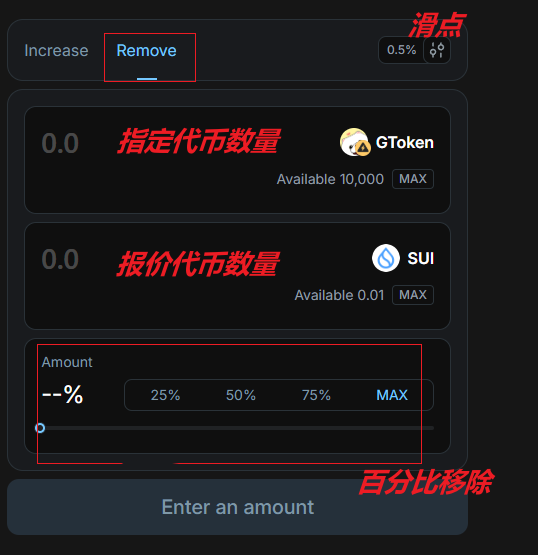 滑点
Increase
Remove
0.5%
0.0
指定代币数量
GToken
Available 10,000
MAX
0.0
报价代币数量
SUI
Available 0.01
MAX
Amount
--%
25%
50%
75%
MAX
百分比移除
Enter an amount